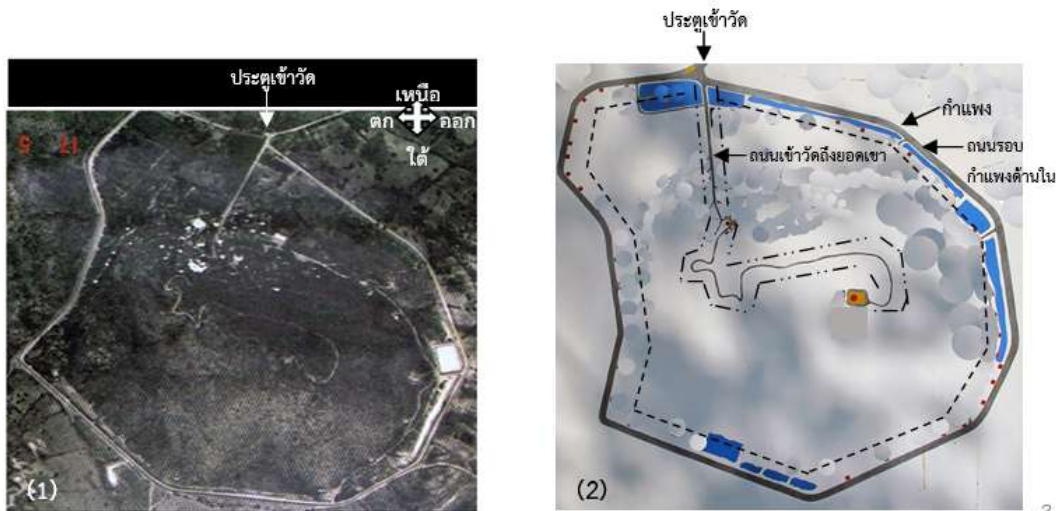 ประตูเข้าวัด
เหนือ
ตก ออก
ใต้
(1)
ประตูเข้าวัด
กำแพง
ถนนรอบ
กำแพงด้านใน
ถนนเข้าวัดถึงยอดเขา
(2)